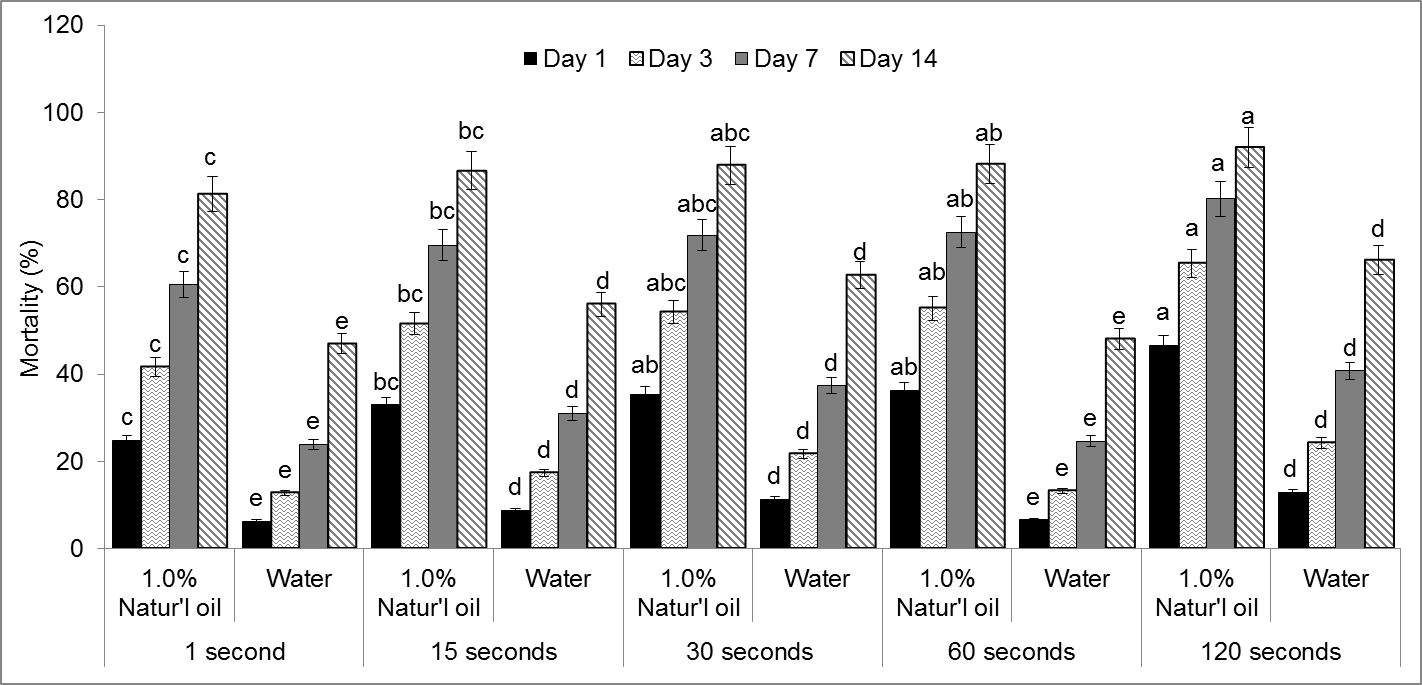 120
100
80
60
40
20
0
Mortality (%)
Day 1 Day 3 Day 7 Day 14
c c c c
e e e e
bc bc bc bc
d d d d
ab abc abc abc
d d d d
ab ab ab ab
e e e e
a a a a
d d d d
1.0% Water 1.0% Water 1.0% Water 1.0% Water 1.0% Water
Natur'l oil Natur'l oil Natur'l oil Natur'l oil Natur'l oil
1 second 15 seconds 30 seconds 60 seconds 120 seconds